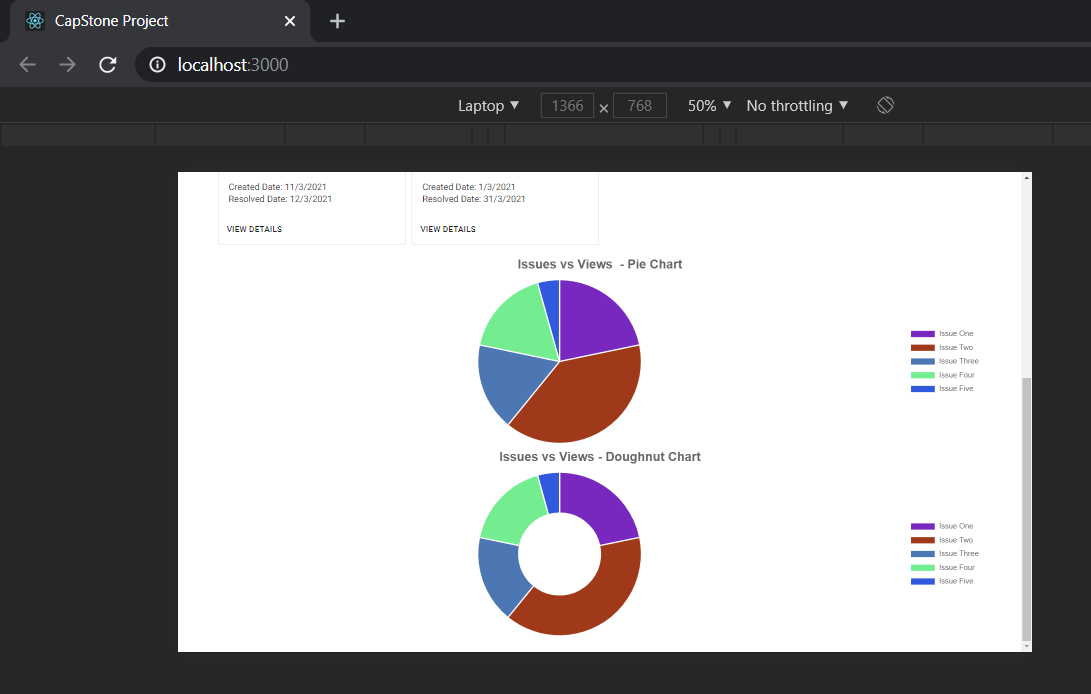 CapStone Project
localhost:3000
Laptop ▼ 1366 × 768 50% ▼ No throttling ▼
Created Date: 11/3/2021
Resolved Date: 12/3/2021
VIEW DETAILS
Created Date: 1/3/2021
Resolved Date: 31/3/2021
VIEW DETAILS
Issues vs Views - Pie Chart
Issue One
Issue Two
Issue Three
Issue Four
Issue Five
Issues vs Views - Doughnut Chart
Issue One
Issue Two
Issue Three
Issue Four
Issue Five